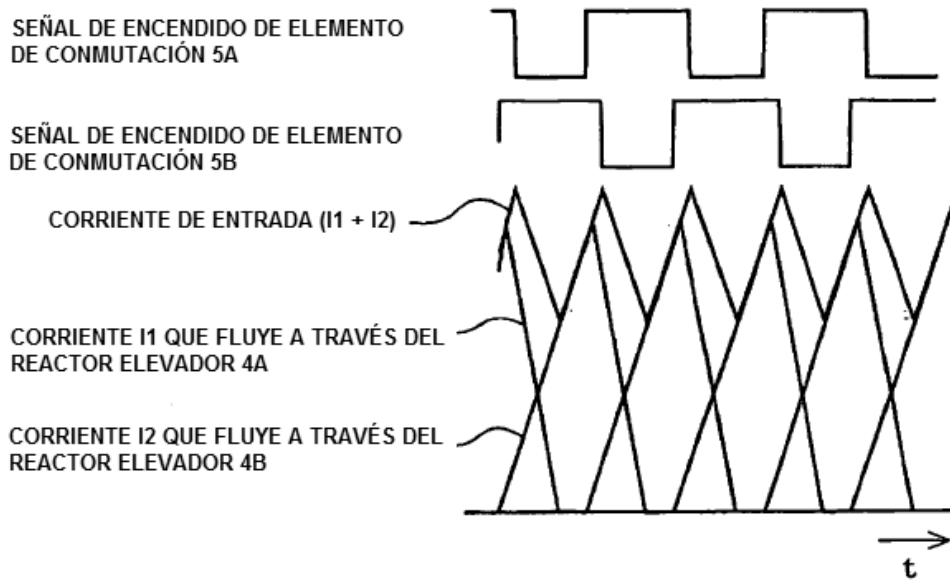 SEÑAL DE ENCENDIDO DE ELEMENTO
DE CONMUTACIÓN 5A
SEÑAL DE ENCENDIDO DE ELEMENTO
DE CONMUTACIÓN 5B
CORRIENTE DE ENTRADA (I1 + I2)
CORRIENTE I1 QUE FLUYE A TRAVÉS DEL
REACTOR ELEVADOR 4A
CORRIENTE I2 QUE FLUYE A TRAVÉS DEL
REACTOR ELEVADOR 4B
t